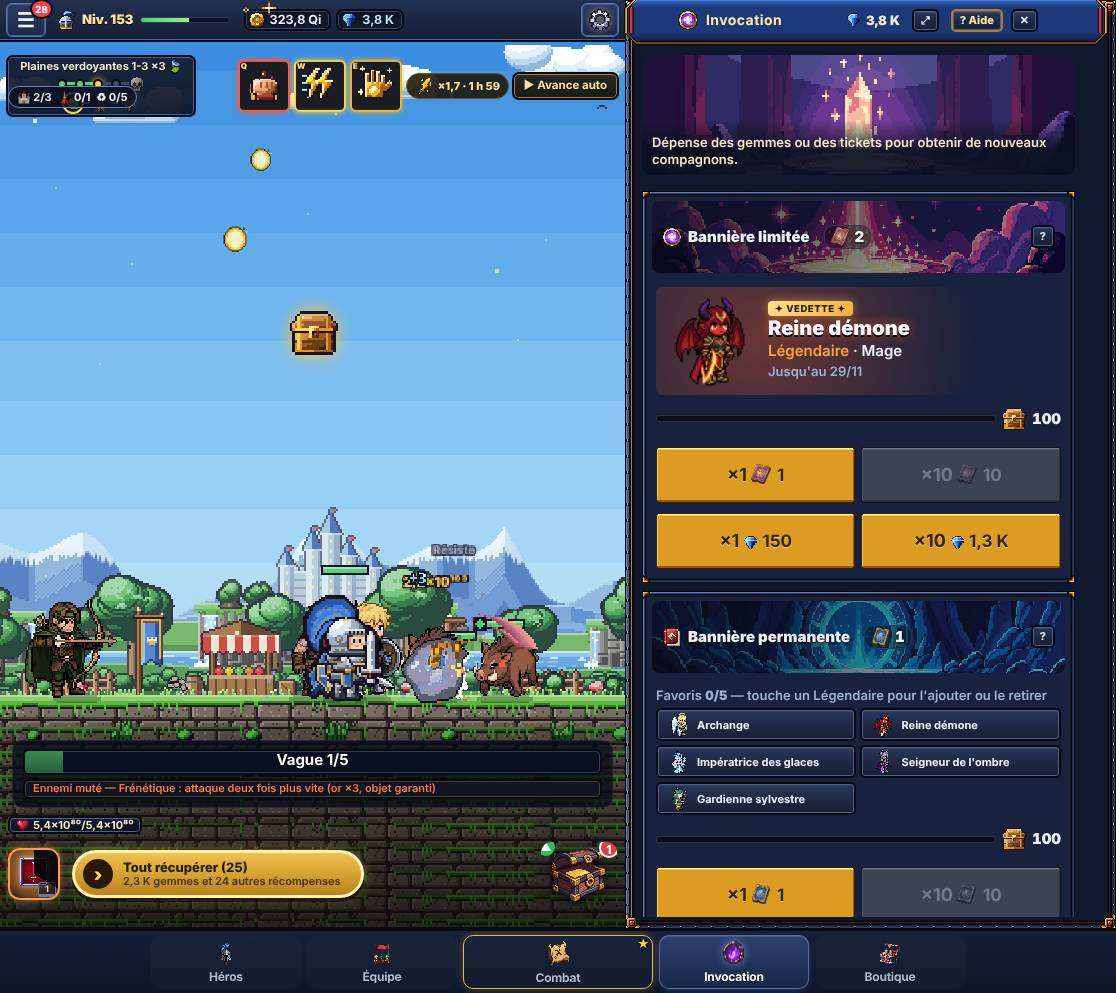 28
Niv. 153
323,8 Qi
3,8 K
Plaines verdoyantes 1-3 ×3
2/3
0/1
0/5
Q
W
E
×1,7 · 1 h 59
Avance auto
Résiste
Vague 1/5
Ennemi muté — Frénétique : attaque deux fois plus vite (or ×3, objet garanti)
5,4×10⁸⁰/5,4×10⁸⁰
1
Tout récupérer (25)
2,3 K gemmes et 24 autres récompenses
1
Invocation
3,8 K
? Aide
Dépense des gemmes ou des tickets pour obtenir de nouveaux
compagnons.
Bannière limitée
2
?
VEDETTE
Reine démone
Légendaire · Mage
Jusqu'au 29/11
100
×1 1
×10 10
×1 150
×10 1,3 K
Bannière permanente
1
?
Favoris 0/5 — touche un Légendaire pour l'ajouter ou le retirer
Archange
Reine démone
Impératrice des glaces
Seigneur de l'ombre
Gardienne sylvestre
100
×1 1
×10 10
Héros
Équipe
Combat
Invocation
Boutique